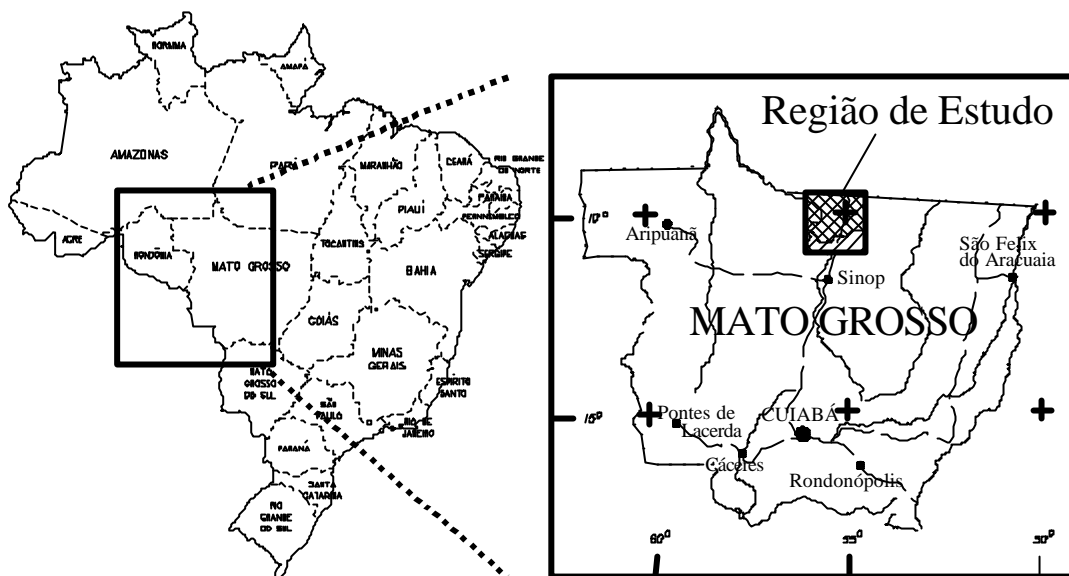 RORAIMA
AMAPÁ
AMAZONAS
PARÁ
MARANHÃO
CEARÁ
RIO GRANDE
DO NORTE
PARAIBA
PERNAMBUCO
ALAGOAS
SERGIPE
PIAUÍ
ACRE
RONDÔNIA
MATO GROSSO
TOCANTINS
BAHIA
GOIÁS
MINAS
GERAIS
ESPÍRITO
SANTO
MATO
GROSSO
DO SUL
SÃO
PAULO
RIO DE
JANEIRO
PARANÁ
SANTA
CATARINA
RIO
GRANDE
DO SUL
Região de Estudo
10°
Aripuanã
São Felix
do Aracuaia
Sinop
MATO GROSSO
15°
Pontes de
Lacerda
CUIABÁ
Cáceres
Rondonópolis
60°
55°
50°